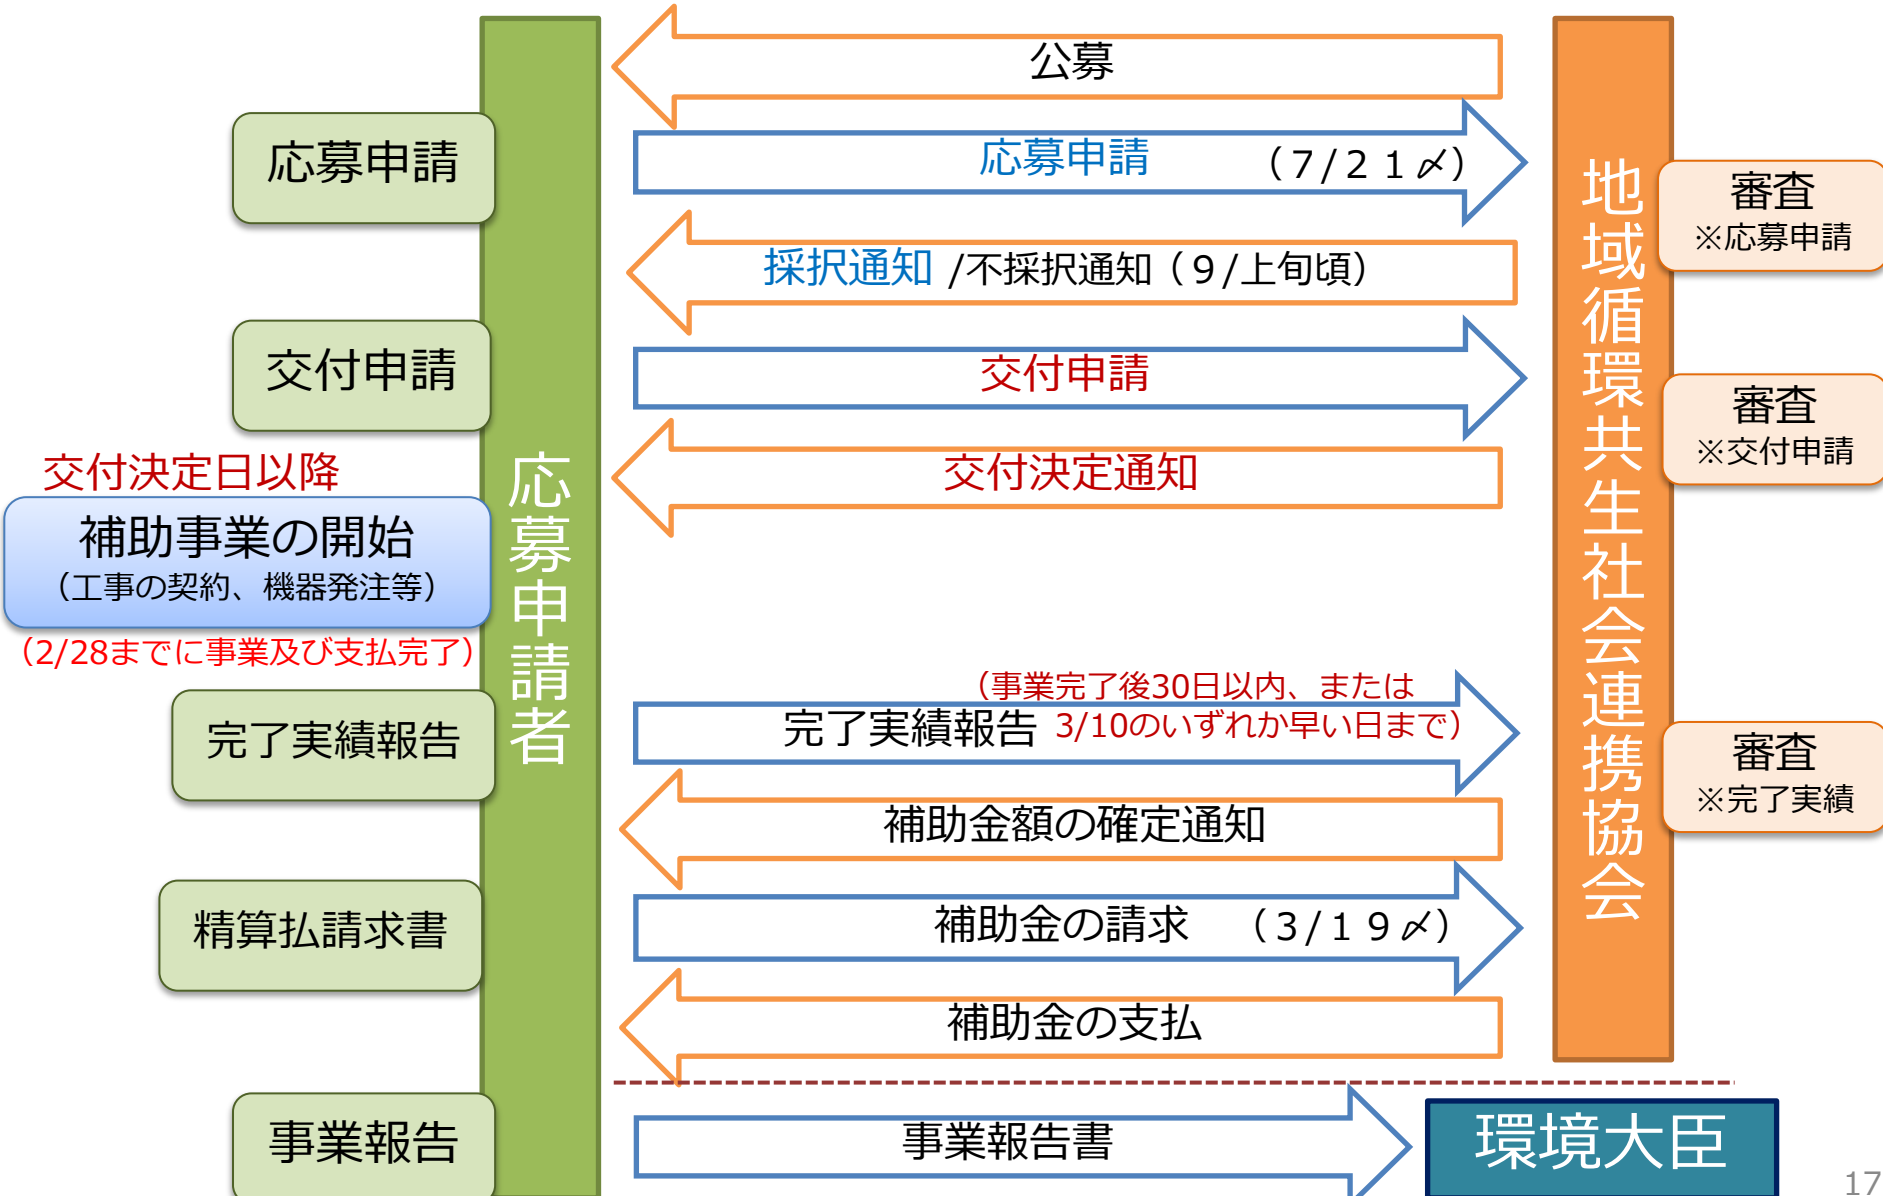 公募
応募申請
応募申請 （７/２１〆）
審査
※応募申請
採択通知 /不採択通知（９/上旬頃）
交付申請
交付申請
審査
※交付申請
交付決定通知
交付決定日以降
補助事業の開始
（工事の契約、機器発注等）
（2/28までに事業及び支払完了）
応募申請者
地域循環共生社会連携協会
（事業完了後30日以内、または
3/10のいずれか早い日まで）
完了実績報告
完了実績報告
審査
※完了実績
補助金額の確定通知
精算払請求書
補助金の請求 （３/１９〆）
補助金の支払
事業報告
事業報告書
環境大臣
17